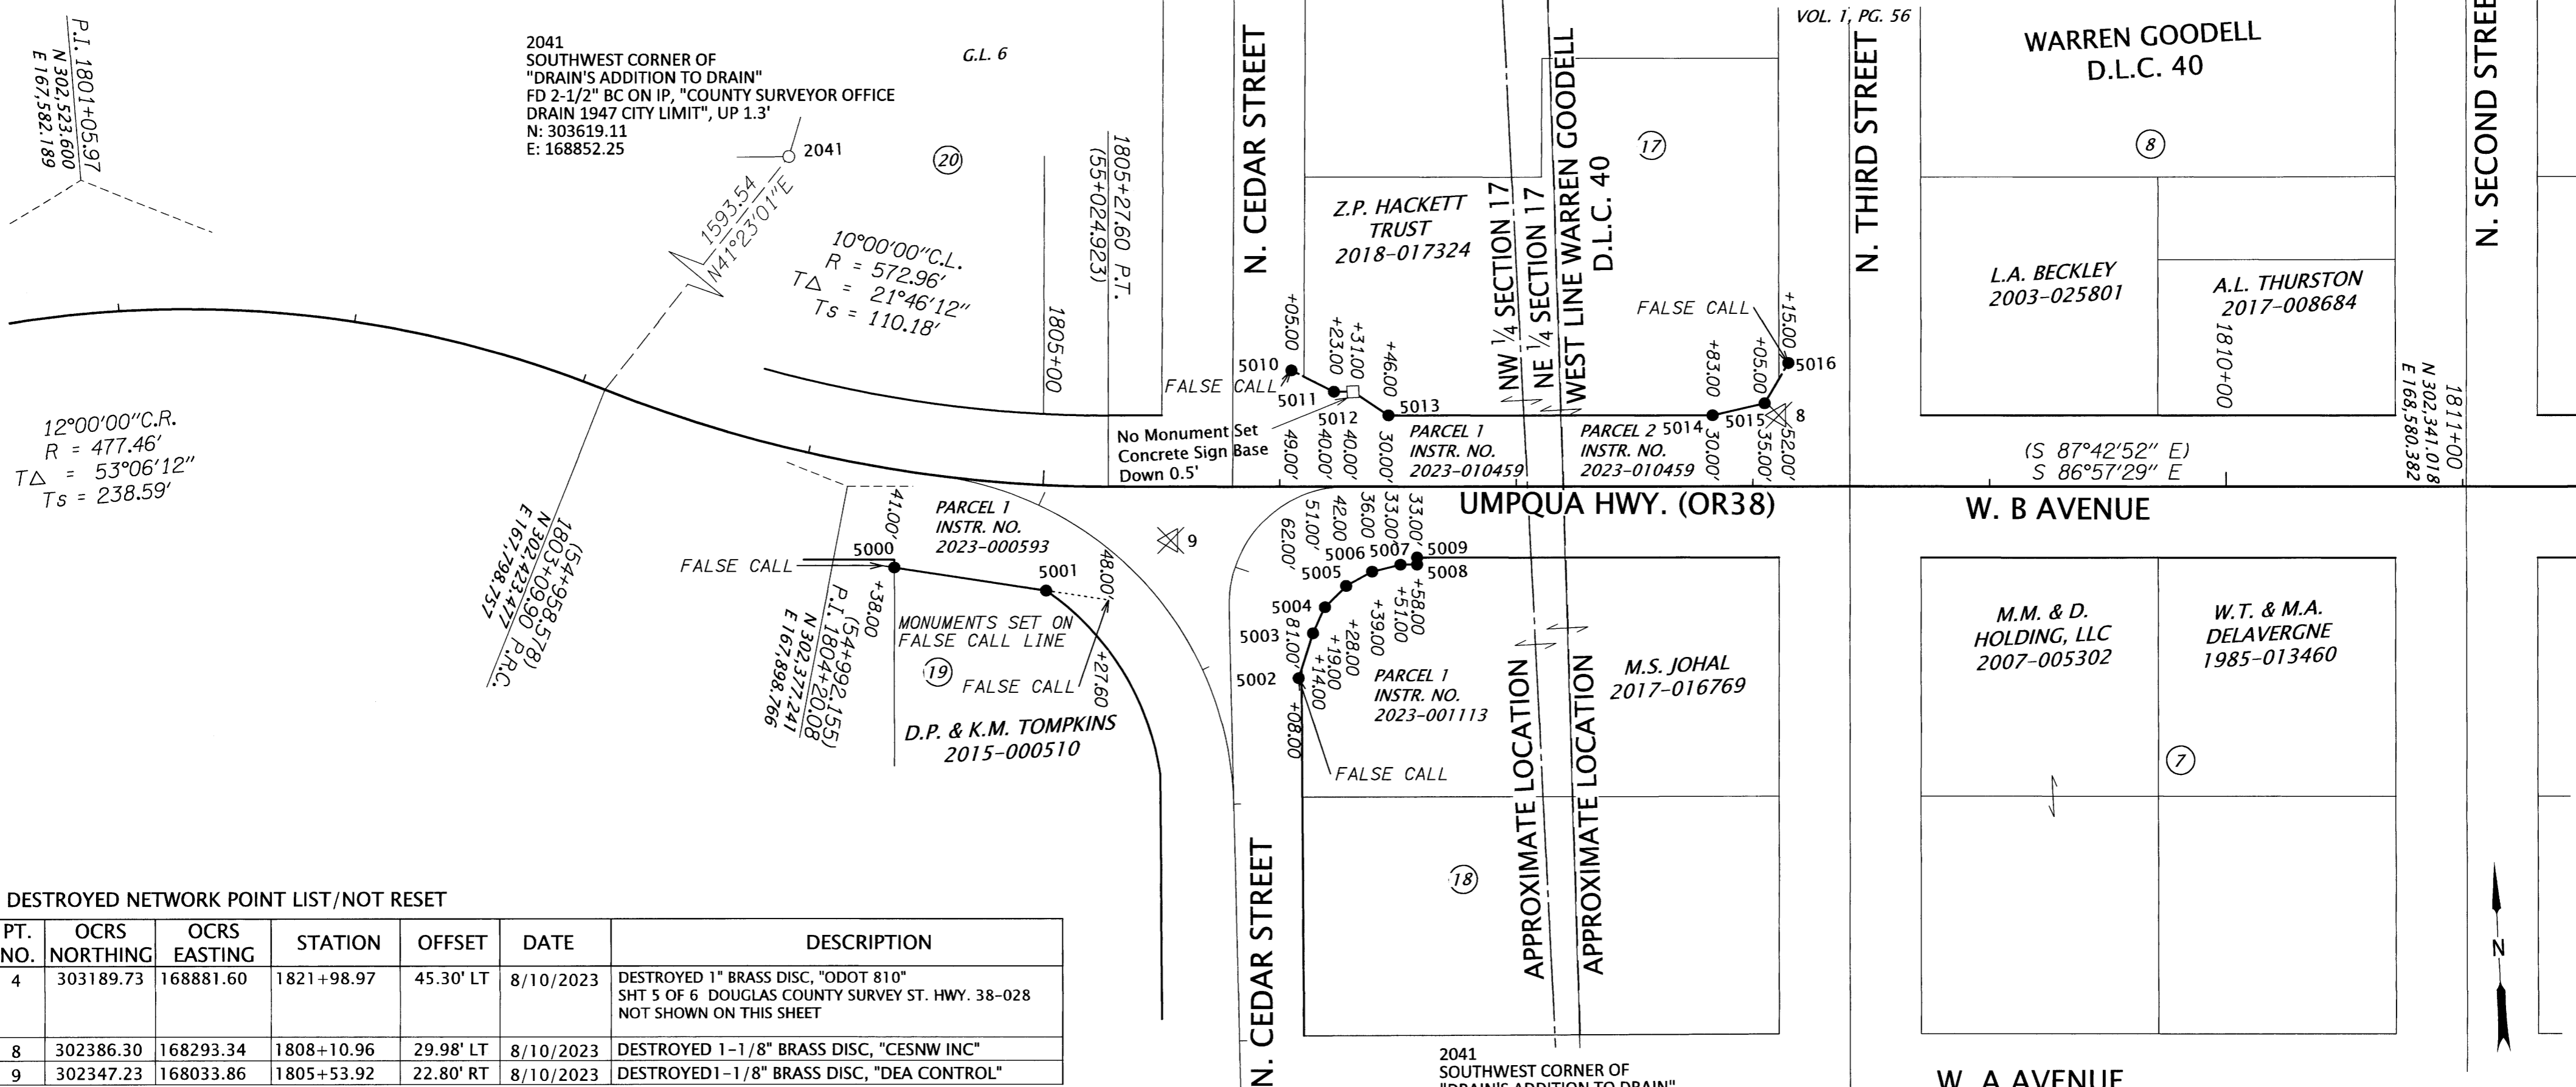 P.I. 1801+05.97
N 302,523.600
E 167,582.189
2041
SOUTHWEST CORNER OF
"DRAIN'S ADDITION TO DRAIN"
FD 2-1/2" BC ON IP, "COUNTY SURVEYOR OFFICE
DRAIN 1947 CITY LIMIT", UP 1.3'
N: 303619.11
E: 168852.25
2041
G.L. 6
20
1593.54
N41°23'01"E
10°00'00"C.L.
R = 572.96'
T△ = 21°46'12"
Ts = 110.18'
1805+00
1805+27.60 P.T.
(55+024.923)
N. CEDAR STREET
Z.P. HACKETT
TRUST
2018-017324
NW 1/4 SECTION 17
NE 1/4 SECTION 17
WEST LINE WARREN GOODELL
D.L.C. 40
17
VOL. 1, PG. 56
N. THIRD STREET
WARREN GOODELL
D.L.C. 40
8
N. SECOND STREE
L.A. BECKLEY
2003-025801
A.L. THURSTON
2017-008684
1810+00
1811+00
N 302,341.018
E 168,580.382
FALSE CALL
+15.00
5016
+05.00
+83.00
5010
+05.00
+23.00
+31.00
+46.00
FALSE CALL
5011
5012
5013
5014
5015
8
No Monument Set
Concrete Sign Base
Down 0.5'
49.00'
40.00'
40.00'
30.00'
PARCEL 1
INSTR. NO.
2023-010459
PARCEL 2
INSTR. NO.
2023-010459
30.00'
35.00'
52.00'
(S 87°42'52" E)
S 86°57'29" E
12°00'00"C.R.
R = 477.46'
T△ = 53°06'12"
Ts = 238.59'
(54+958.578)
1803+09.90 P.R.C.
N 302,423.477
E 167,798.757
UMPQUA HWY. (OR38)
W. B AVENUE
41.00'
PARCEL 1
INSTR. NO.
2023-000593
5000
FALSE CALL
5001
48.00'
9
+38.00
MONUMENTS SET ON
FALSE CALL LINE
19
FALSE CALL
+27.60
D.P. & K.M. TOMPKINS
2015-000510
(54+992.155)
P.I. 1804+20.08
N 302,377.241
E 167,898.766
62.00'
51.00'
42.00'
36.00'
33.00'
33.00'
5006
5007
5009
5008
5005
5004
5003
5002
81.00'
+58.00
+51.00
+39.00
+28.00
+19.00
+14.00
+08.00
PARCEL 1
INSTR. NO.
2023-001113
FALSE CALL
M.S. JOHAL
2017-016769
APPROXIMATE LOCATION
APPROXIMATE LOCATION
18
M.M. & D.
HOLDING, LLC
2007-005302
W.T. & M.A.
DELAVERGNE
1985-013460
7
N. CEDAR STREET
N
DESTROYED NETWORK POINT LIST/NOT RESET
PT. NO. OCRS NORTHING OCRS EASTING STATION OFFSET DATE DESCRIPTION
4 303189.73 168881.60 1821+98.97 45.30' LT 8/10/2023 DESTROYED 1" BRASS DISC, "ODOT 810"
SHT 5 OF 6 DOUGLAS COUNTY SURVEY ST. HWY. 38-028
NOT SHOWN ON THIS SHEET
8 302386.30 168293.34 1808+10.96 29.98' LT 8/10/2023 DESTROYED 1-1/8" BRASS DISC, "CESNW INC"
9 302347.23 168033.86 1805+53.92 22.80' RT 8/10/2023 DESTROYED1-1/8" BRASS DISC, "DEA CONTROL"
2041
SOUTHWEST CORNER OF
"DRAIN'S ADDITION TO DRAIN"
W. A AVENUE